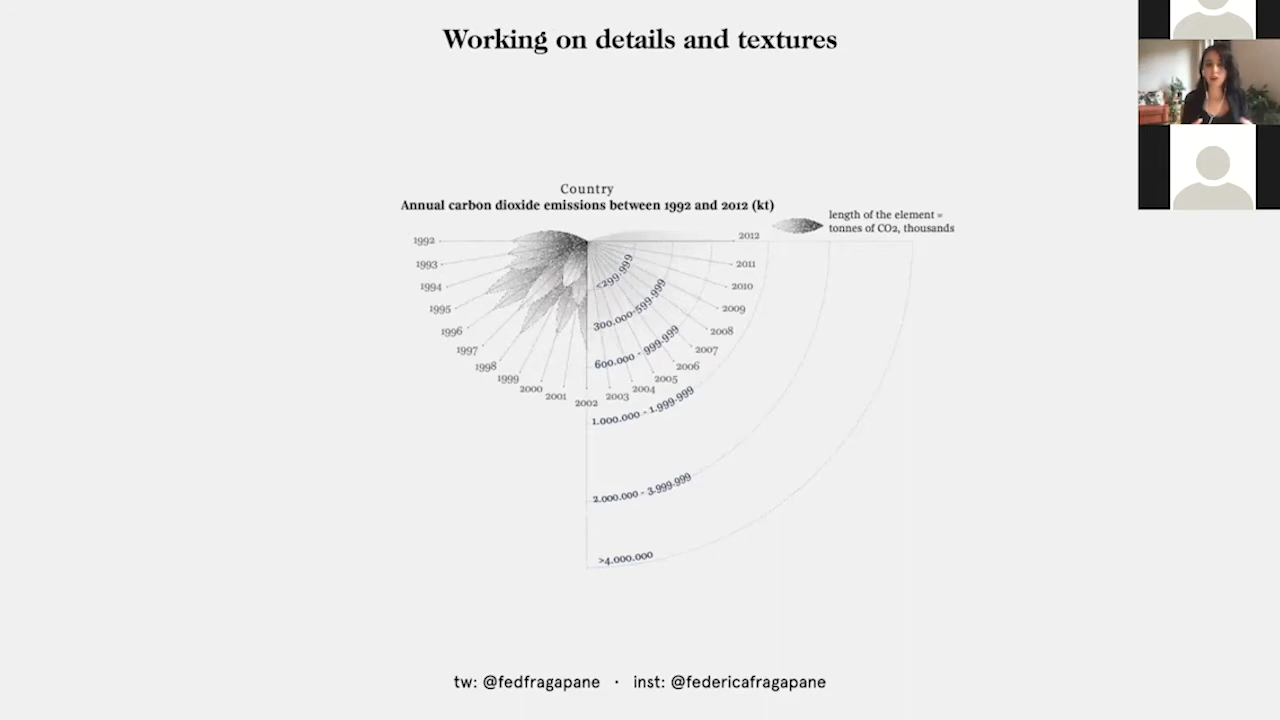 Working on details and textures
Country
Annual carbon dioxide emissions between 1992 and 2012 (kt)
length of the element =
tonnes of CO2, thousands
1992
1993
1994
1995
1996
1997
1998
1999
2000
2001
2002
2003
2004
2005
2006
2007
2008
2009
2010
2011
2012
<299.999
300.000-599.999
600.000 - 999.999
1.000.000 - 1.999.999
2.000.000 - 3.999.999
>4.000.000
tw: @fedfragapane · inst: @federicafragapane